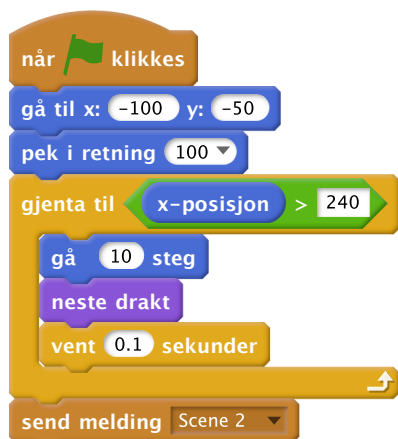 når klikkes
gå til x: -100 y: -50
pek i retning 100
gjenta til x-posisjon > 240
gå 10 steg
neste drakt
vent 0.1 sekunder
send melding Scene 2